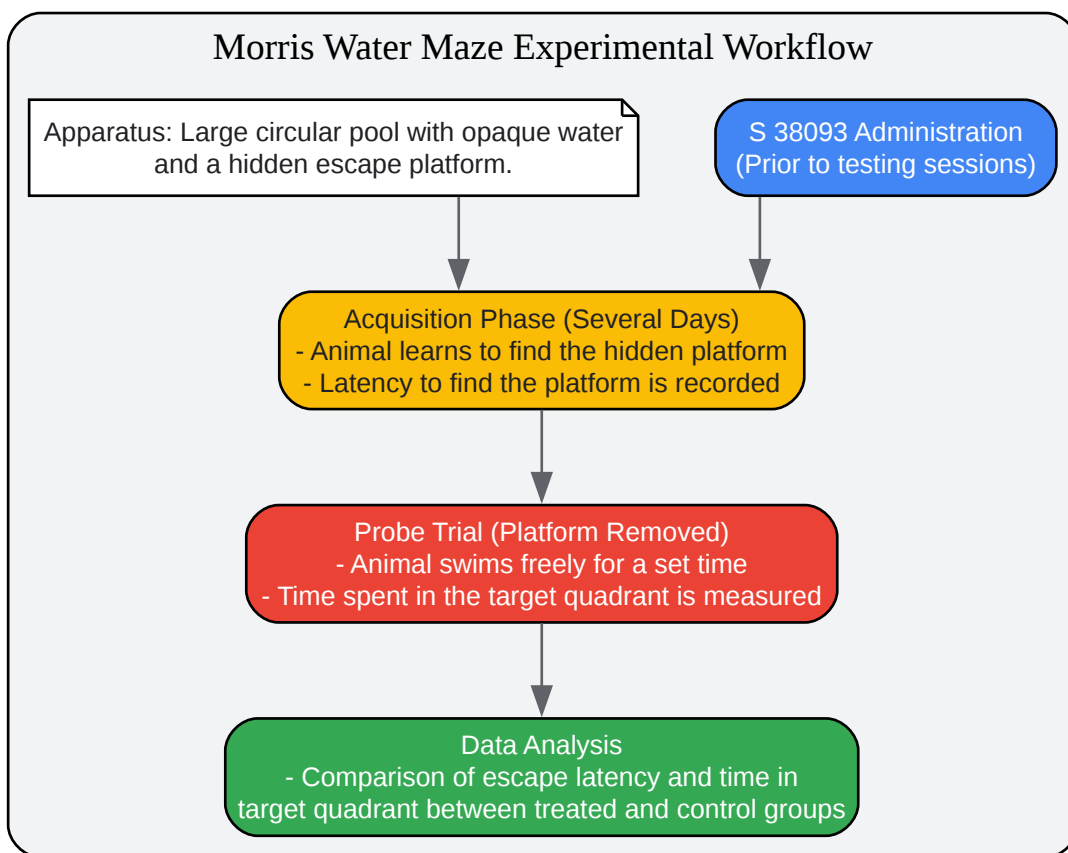 Morris Water Maze Experimental Workflow
Apparatus: Large circular pool with opaque water
and a hidden escape platform.
S 38093 Administration
(Prior to testing sessions)
Acquisition Phase (Several Days)
- Animal learns to find the hidden platform
- Latency to find the platform is recorded
Probe Trial (Platform Removed)
- Animal swims freely for a set time
- Time spent in the target quadrant is measured
Data Analysis
- Comparison of escape latency and time in
target quadrant between treated and control groups